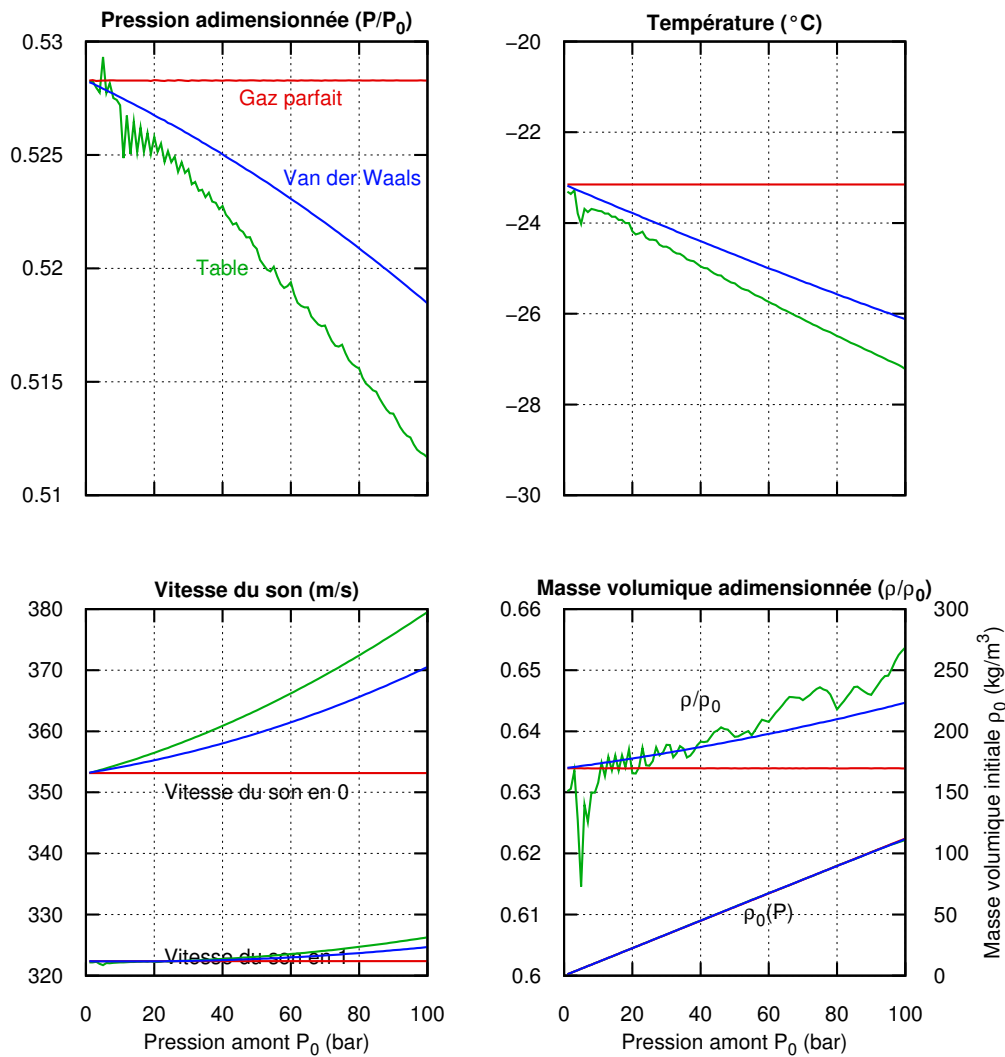 Pression adimensionnée (P/P0)
0.53
0.525
0.52
0.515
0.51
Gaz parfait
Van der Waals
Table
Température (°C)
−20
−22
−24
−26
−28
−30
Vitesse du son (m/s)
380
370
360
350
340
330
320
Vitesse du son en 0
Vitesse du son en 1
0 20 40 60 80 100
Pression amont P0 (bar)
Masse volumique adimensionnée (ρ/ρ0)
0.66
0.65
0.64
0.63
0.62
0.61
0.6
ρ/ρ0
ρ0(P)
300
250
200
150
100
50
0
Masse volumique initiale ρ0 (kg/m3)
0 20 40 60 80 100
Pression amont P0 (bar)